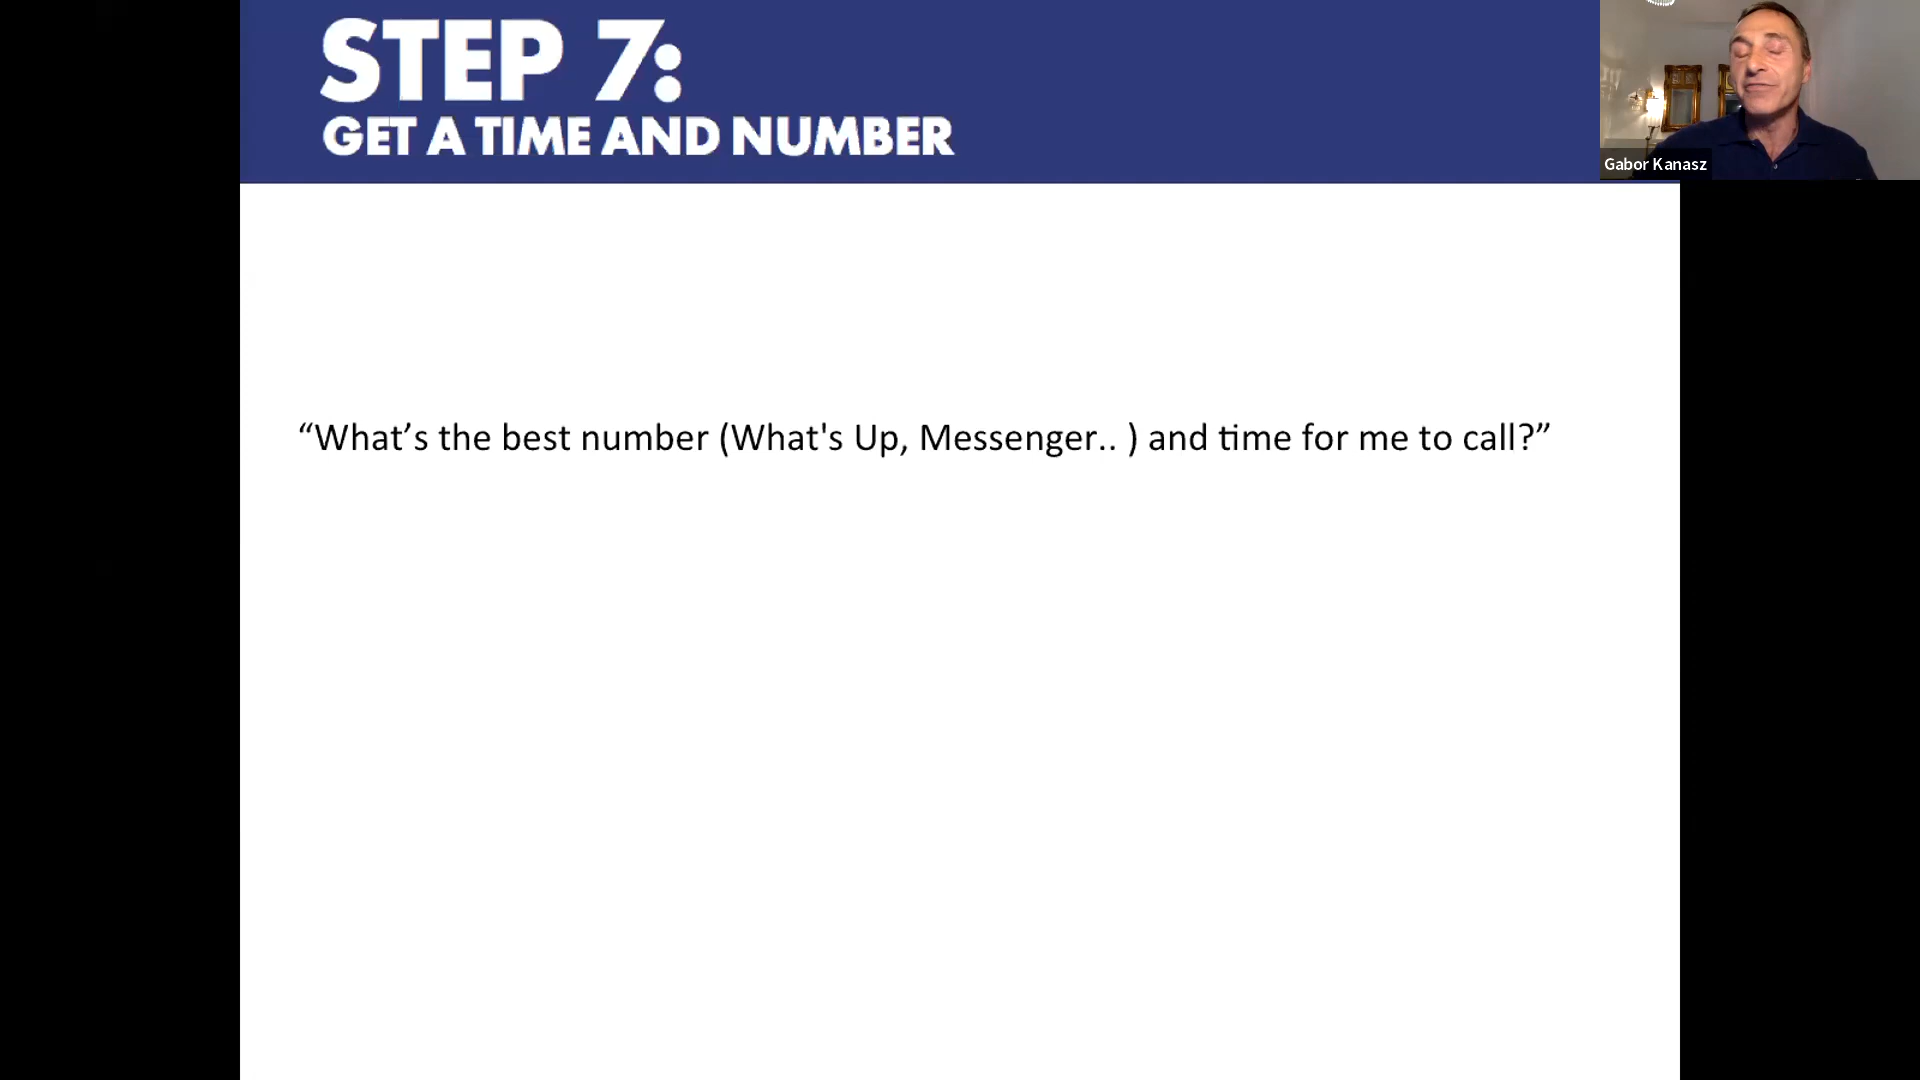 STEP 7:
GET A TIME AND NUMBER
Gabor Kanasz
“What’s the best number (What's Up, Messenger.. ) and time for me to call?”